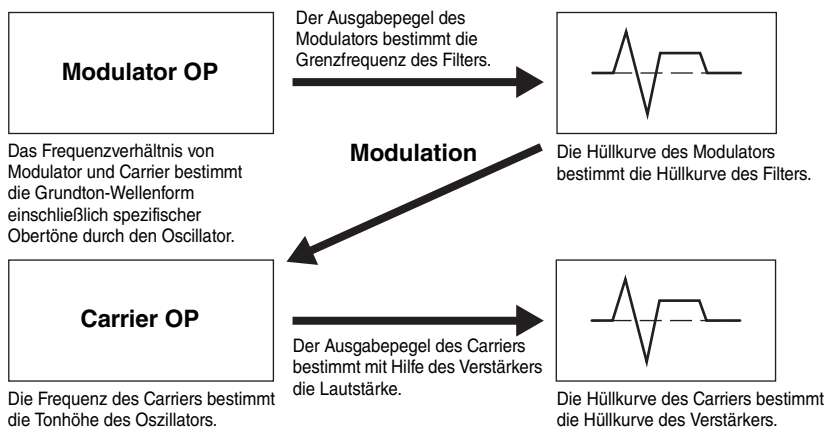 Modulator OP
Der Ausgabepegel des
Modulators bestimmt die
Grenzfrequenz des Filters.
Das Frequenzverhältnis von
Modulator und Carrier bestimmt
die Grundton-Wellenform
einschließlich spezifischer
Obertöne durch den Oscillator.
Modulation
Die Hüllkurve des Modulators
bestimmt die Hüllkurve des Filters.
Carrier OP
Der Ausgabepegel des Carriers
bestimmt mit Hilfe des Verstärkers
die Lautstärke.
Die Frequenz des Carriers bestimmt
die Tonhöhe des Oszillators.
Die Hüllkurve des Carriers bestimmt
die Hüllkurve des Verstärkers.